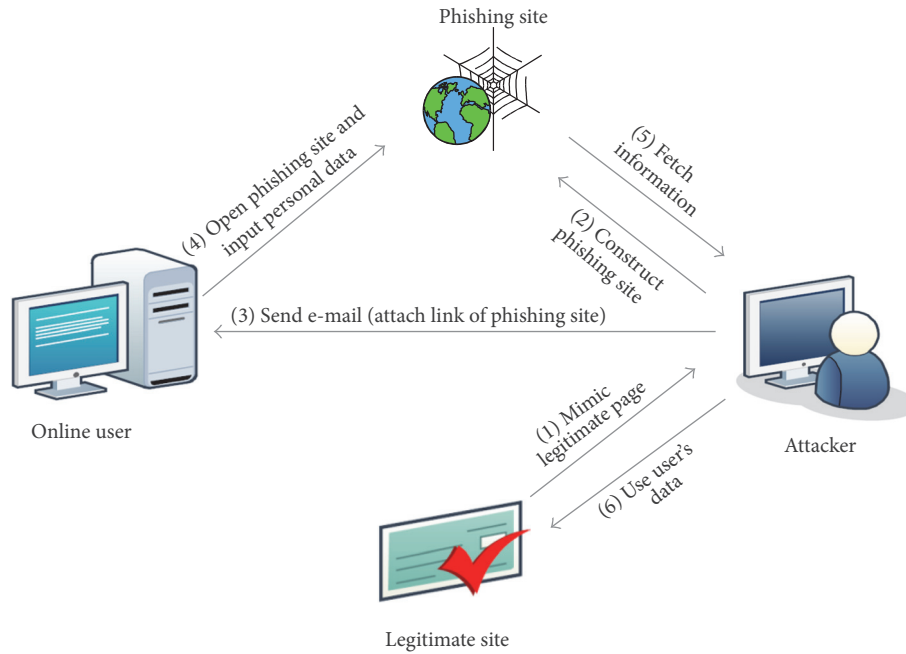 Phishing site
(4) Open phishing site and
input personal data
(5) Fetch
information
(2) Construct
phishing site
(3) Send e-mail (attach link of phishing site)
Online user
(1) Mimic
legitimate page
(6) Use user's
data
Attacker
Legitimate site